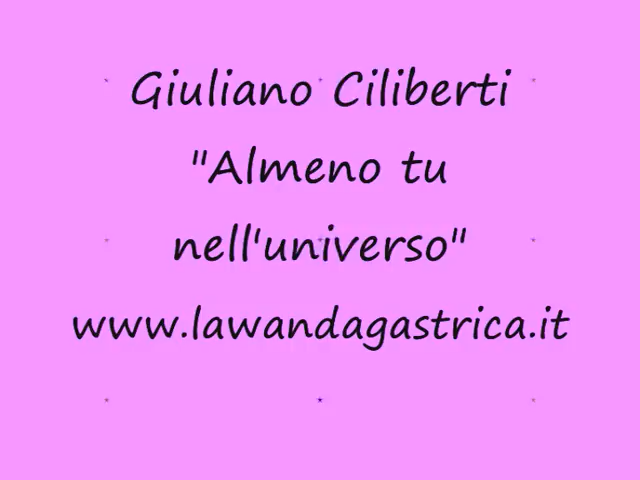 Giuliano Ciliberti
"Almeno tu
nell'universo"
www.lawandagastrica.it